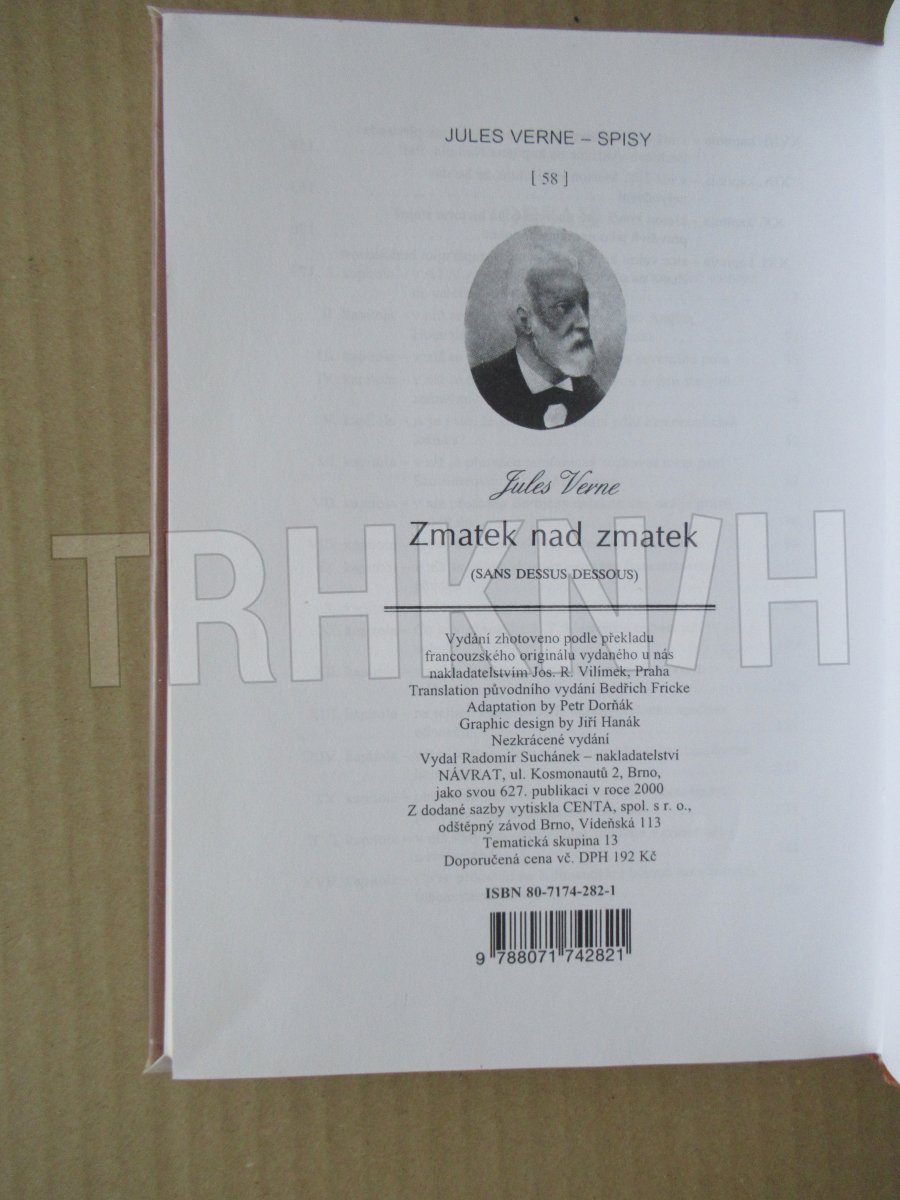 JULES VERNE – SPISY
[ 58 ]
Jules Verne
Zmatek nad zmatek
(SANS DESSUS DESSOUS)
TRHKNIH
Vydání zhotoveno podle překladu
francouzského originálu vydaného u nás
nakladatelstvím Jos. R. Vilímek, Praha
Translation původního vydání Bedřich Fricke
Adaptation by Petr Dorňák
Graphic design by Jiří Hanák
Nezkrácené vydání
Vydal Radomír Suchánek – nakladatelství
NÁVRAT, ul. Kosmonautů 2, Brno,
jako svou 627. publikaci v roce 2000
Z dodané sazby vytiskla CENTA, spol. s r. o.,
odštěpný závod Brno, Vídeňská 113
Tematická skupina 13
Doporučená cena vč. DPH 192 Kč
ISBN 80-7174-282-1
9 788071 742821